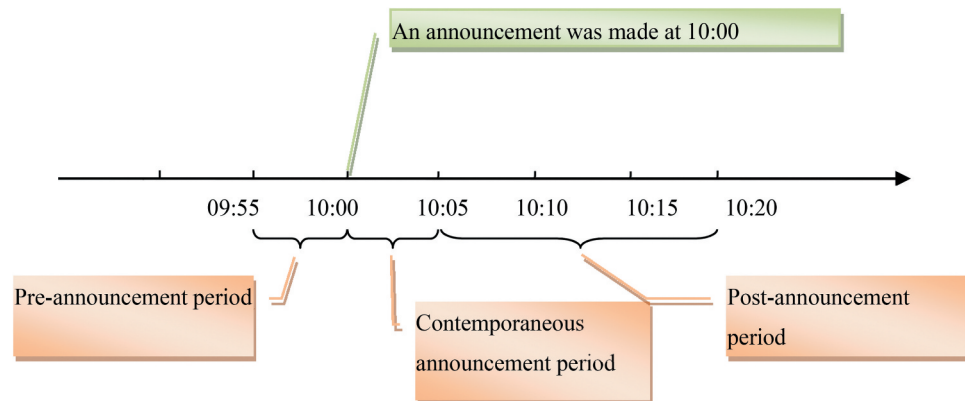 An announcement was made at 10:00
09:55 10:00 10:05 10:10 10:15 10:20
Pre-announcement period
Contemporaneous
announcement period
Post-announcement
period